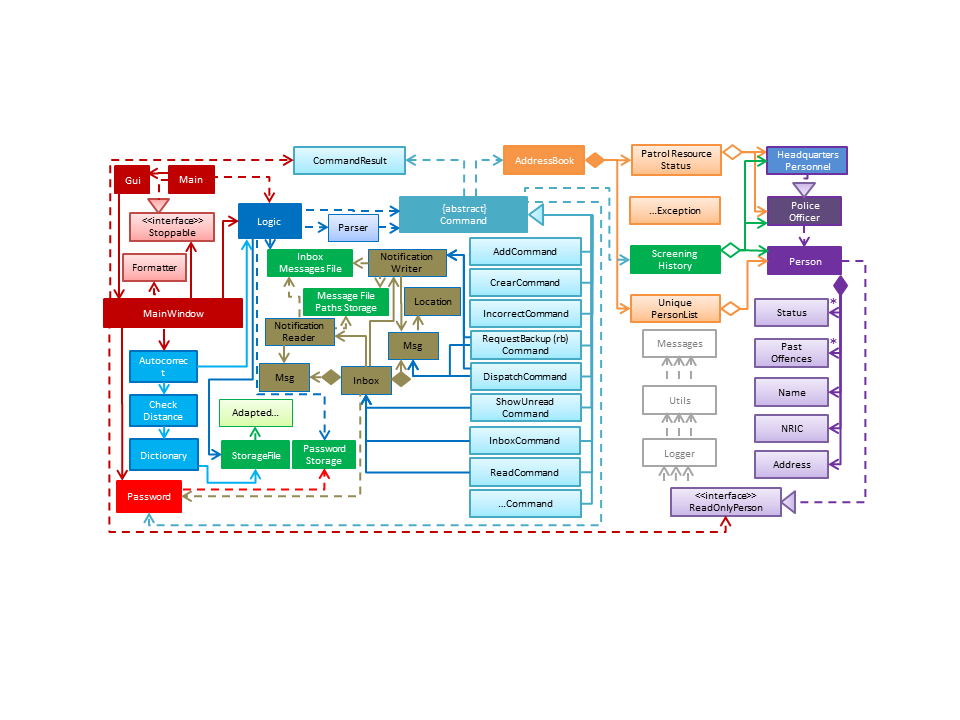 CommandResult
AddressBook
Patrol Resource
Status
Headquarters
Personnel
Gui
Main
<<interface>>
Stoppable
Logic
Parser
{abstract}
Command
...Exception
Police
Officer
Formatter
Inbox
MessagesFile
Notification
Writer
AddCommand
Screening
History
Person
MainWindow
Message File
Paths Storage
Location
CrearCommand
IncorrectCommand
Unique
PersonList
Status
*
Notification
Reader
Msg
RequestBackup (rb)
Command
Messages
Past
Offences
*
Autocorrec
t
Msg
Inbox
DispatchCommand
Name
Check
Distance
Adapted...
ShowUnread
Command
Utils
NRIC
Dictionary
StorageFile
Password
Storage
InboxCommand
Logger
Address
ReadCommand
Password
...Command
<<interface>>
ReadOnlyPerson